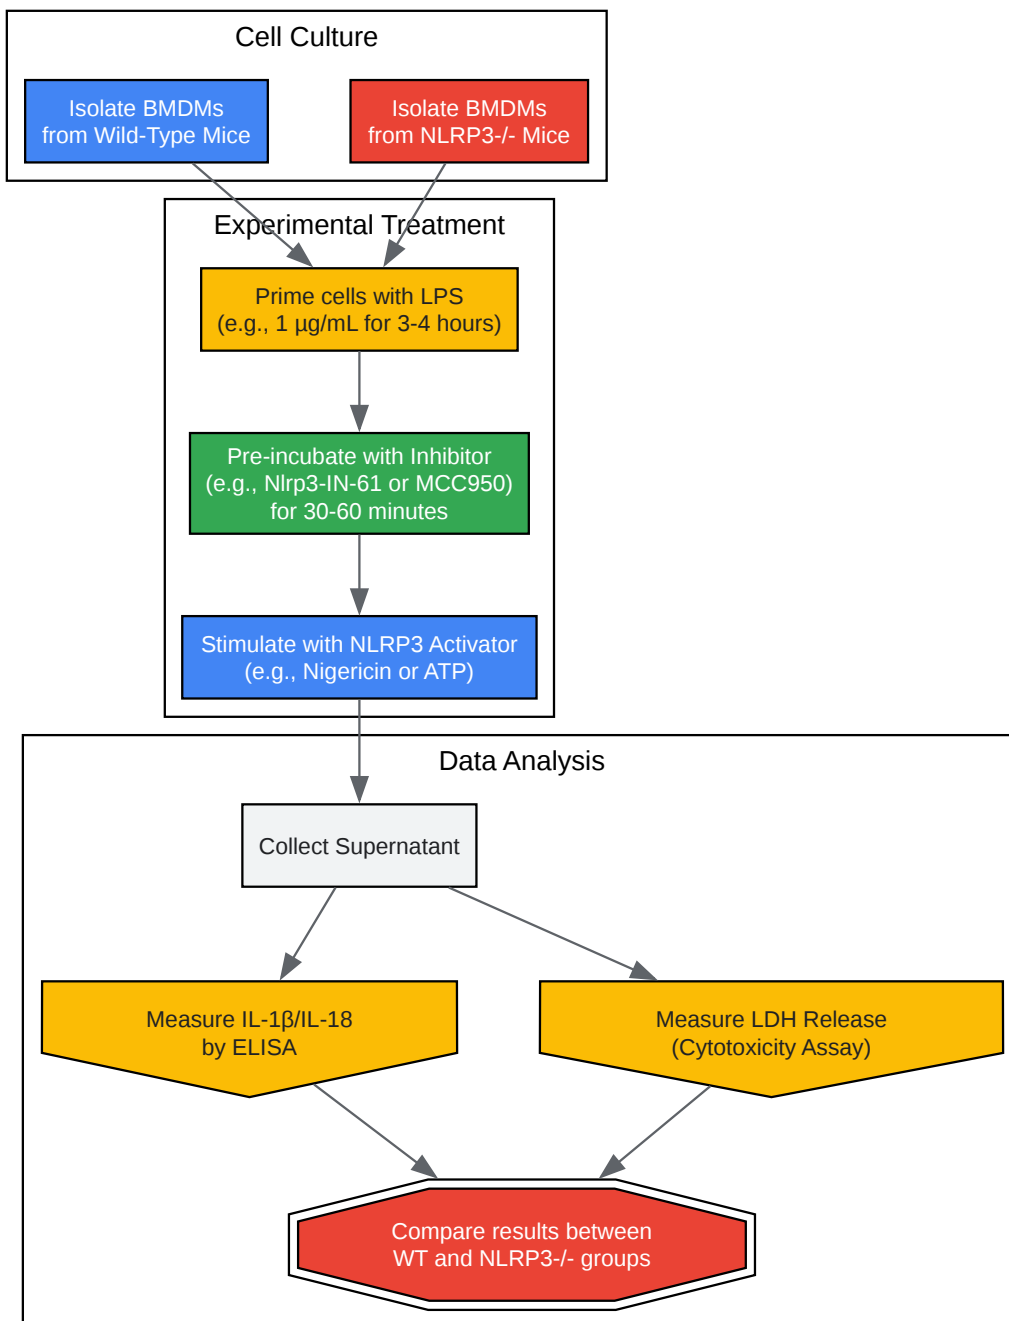 Cell Culture
Isolate BMDMs
from Wild-Type Mice
Isolate BMDMs
from NLRP3-/- Mice
Experimental Treatment
Prime cells with LPS
(e.g., 1 µg/mL for 3-4 hours)
Pre-incubate with Inhibitor
(e.g., Nlrp3-IN-61 or MCC950)
for 30-60 minutes
Stimulate with NLRP3 Activator
(e.g., Nigericin or ATP)
Data Analysis
Collect Supernatant
Measure IL-1β/IL-18
by ELISA
Measure LDH Release
(Cytotoxicity Assay)
Compare results between
WT and NLRP3-/- groups